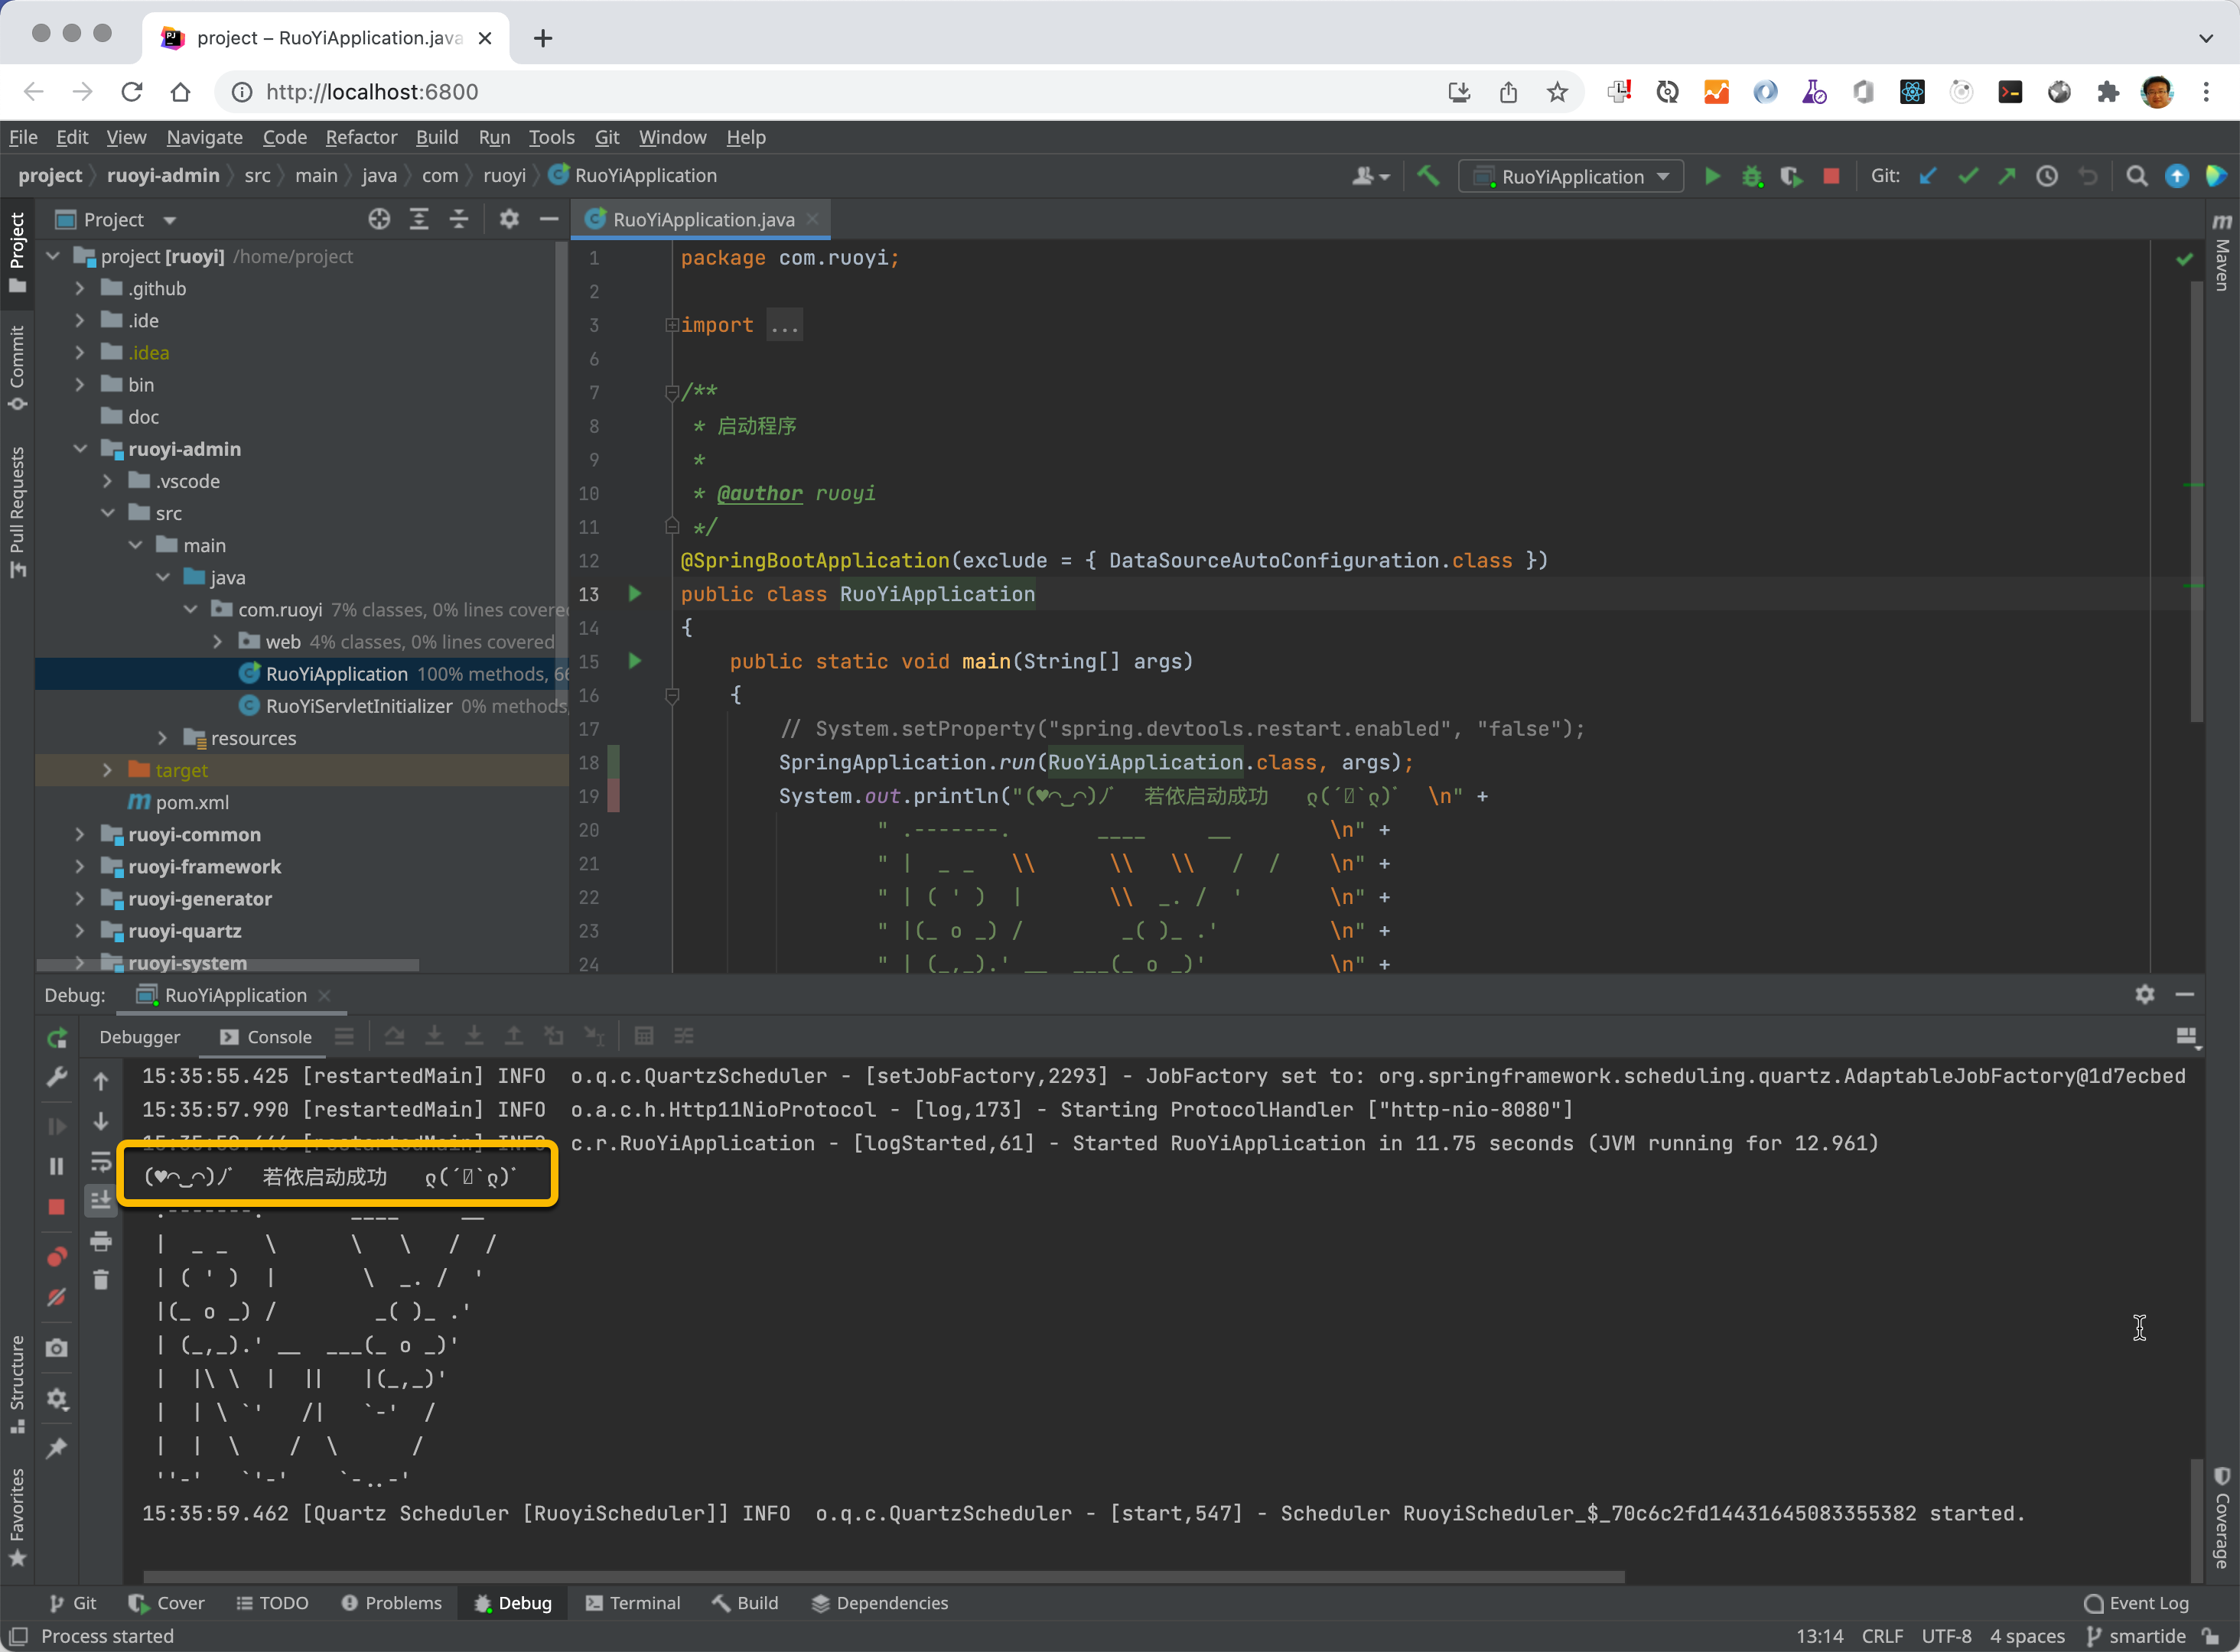 project – RuoYiApplication.java
http://localhost:6800
File Edit View Navigate Code Refactor Build Run Tools Git Window Help
project ruoyi-admin src main java com ruoyi RuoYiApplication
RuoYiApplication
Git:
Project
RuoYiApplication.java
Project
Commit
Pull Requests
Structure
Favorites
Maven
Coverage
project [ruoyi] /home/project
.github
.ide
.idea
bin
doc
ruoyi-admin
.vscode
src
main
java
com.ruoyi 7% classes, 0% lines covere
web 4% classes, 0% lines covered
RuoYiApplication 100% methods, 66
RuoYiServletInitializer 0% methods,
resources
target
pom.xml
ruoyi-common
ruoyi-framework
ruoyi-generator
ruoyi-quartz
ruoyi-system
1 package com.ruoyi;
2
3 import ...
6
7 /**
8 * 启动程序
9 *
10 * @author ruoyi
11 */
12 @SpringBootApplication(exclude = { DataSourceAutoConfiguration.class })
13 public class RuoYiApplication
14 {
15 public static void main(String[] args)
16 {
17 // System.setProperty("spring.devtools.restart.enabled", "false");
18 SpringApplication.run(RuoYiApplication.class, args);
19 System.out.println("(♥◠‿◠)ノ゙ 若依启动成功 ლ(´ڡ`ლ)゙ \n" +
20 " .-------. ____ __ \n" +
21 " | _ _ \\ \\ \\ / / \n" +
22 " | ( ' ) | \\ _. / ' \n" +
23 " |(_ o _) / _( )_ .' \n" +
24 " | (_,_).' __ ___(_ o _)' \n" +
Debug: RuoYiApplication
Debugger Console
15:35:55.425 [restartedMain] INFO o.q.c.QuartzScheduler - [setJobFactory,2293] - JobFactory set to: org.springframework.scheduling.quartz.AdaptableJobFactory@1d7ecbed
15:35:57.990 [restartedMain] INFO o.a.c.h.Http11NioProtocol - [log,173] - Starting ProtocolHandler ["http-nio-8080"]
[restartedMain] INFO c.r.RuoYiApplication - [logStarted,61] - Started RuoYiApplication in 11.75 seconds (JVM running for 12.961)
(♥◠‿◠)ノ゙ 若依启动成功 ლ(´ڡ`ლ)゙
.-------. ____ __
| _ _ \ \ \ / /
| ( ' ) | \ _. / '
|(_ o _) / _( )_ .'
| (_,_).' __ ___(_ o _)'
| |\ \ | || |(_,_)'
| | \ `' /| `-' /
| | \ / \ /
''-' `'-' `-..-'
15:35:59.462 [Quartz Scheduler [RuoyiScheduler]] INFO o.q.c.QuartzScheduler - [start,547] - Scheduler RuoyiScheduler_$_70c6c2fd14431645083355382 started.
Git Cover TODO Problems Debug Terminal Build Dependencies Event Log
Process started 13:14 CRLF UTF-8 4 spaces smartide